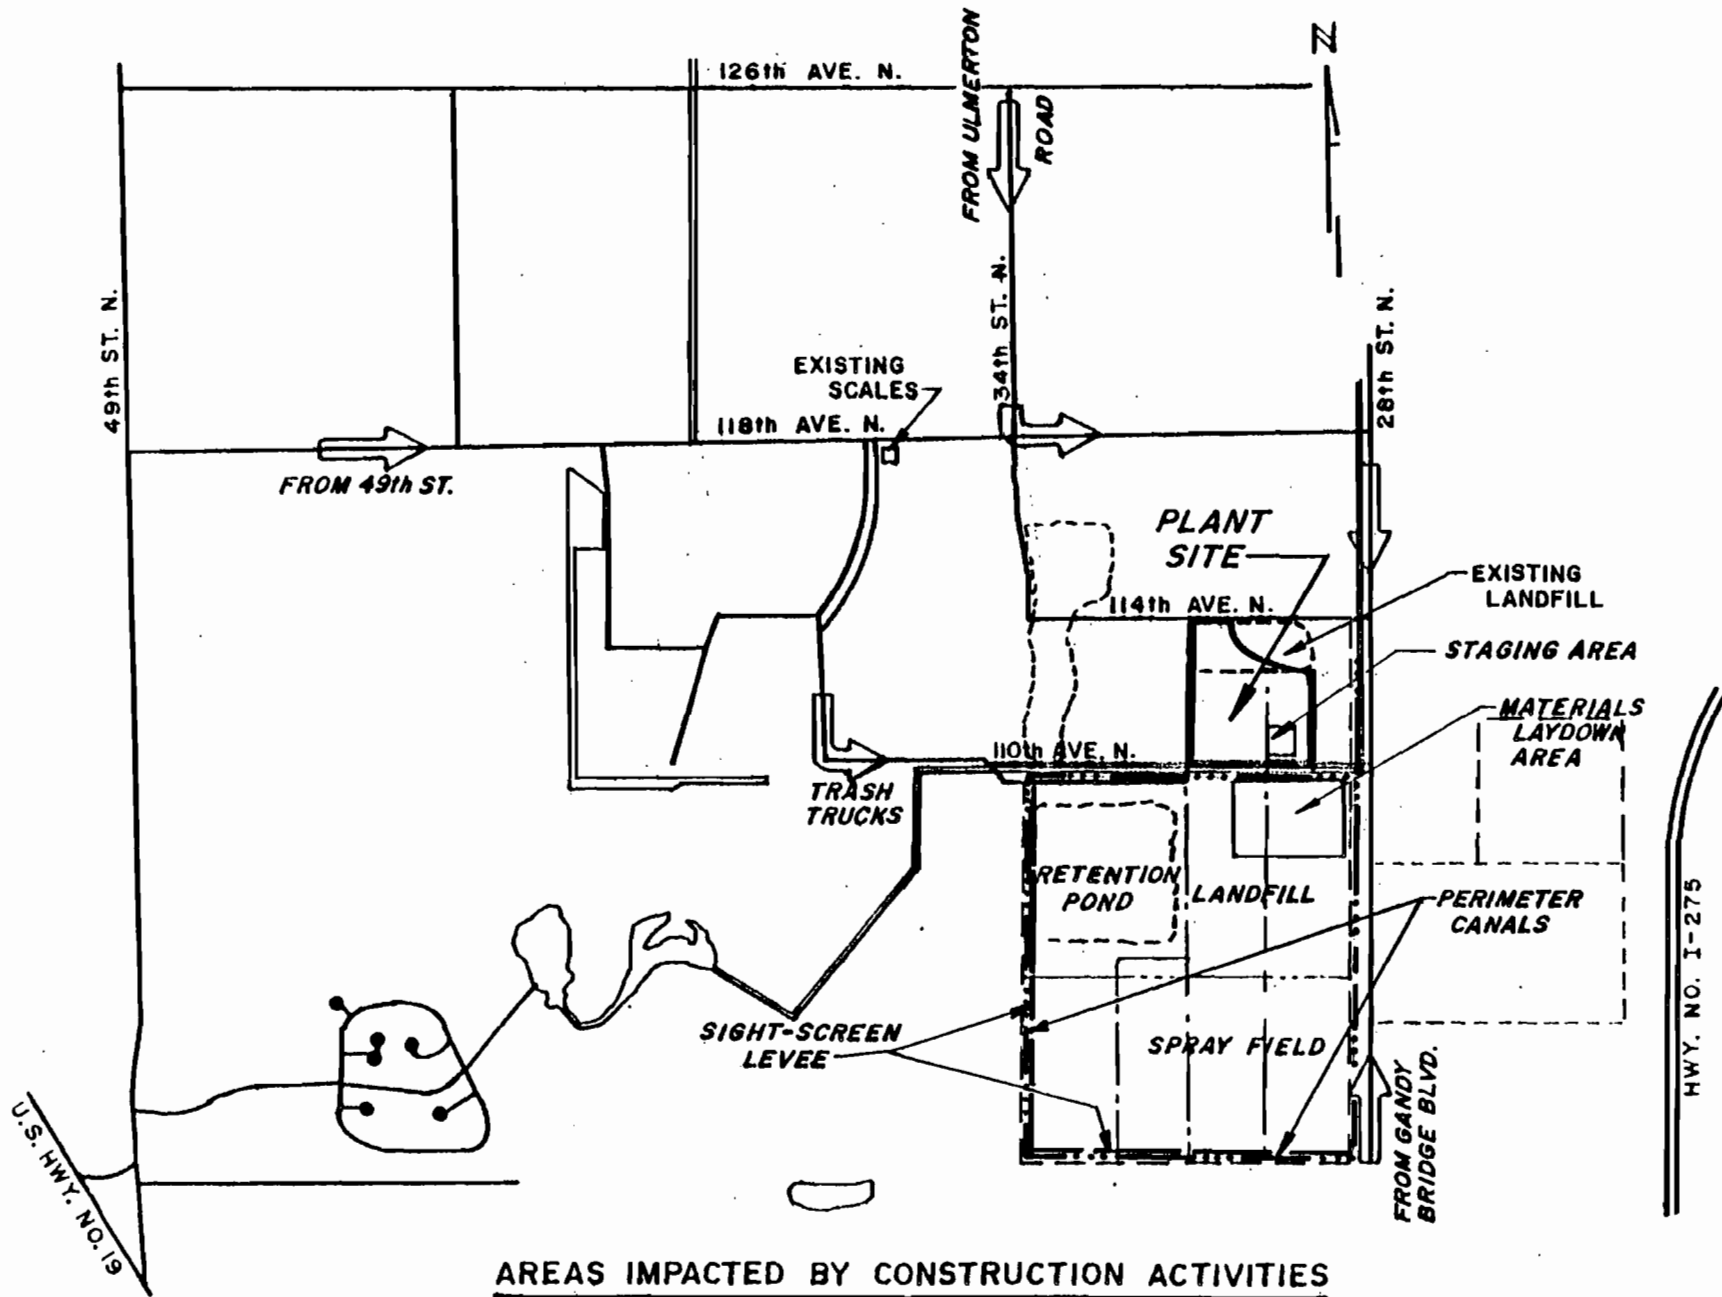 126th AVE. N.
FROM ULMERTON
ROAD
N
49th ST. N.
34th ST. N.
28th ST. N.
EXISTING
SCALES
118th AVE. N.
FROM 49th ST.
PLANT
SITE
EXISTING
LANDFILL
114th AVE. N.
STAGING AREA
MATERIALS
LAYDOWN
AREA
110th AVE. N.
TRASH
TRUCKS
RETENTION
POND
LANDFILL
PERIMETER
CANALS
SIGHT-SCREEN
LEVEE
SPRAY FIELD
HWY. NO. I-275
FROM GANDY
BRIDGE BLVD.
U.S. HWY. NO. 19
AREAS IMPACTED BY CONSTRUCTION ACTIVITIES